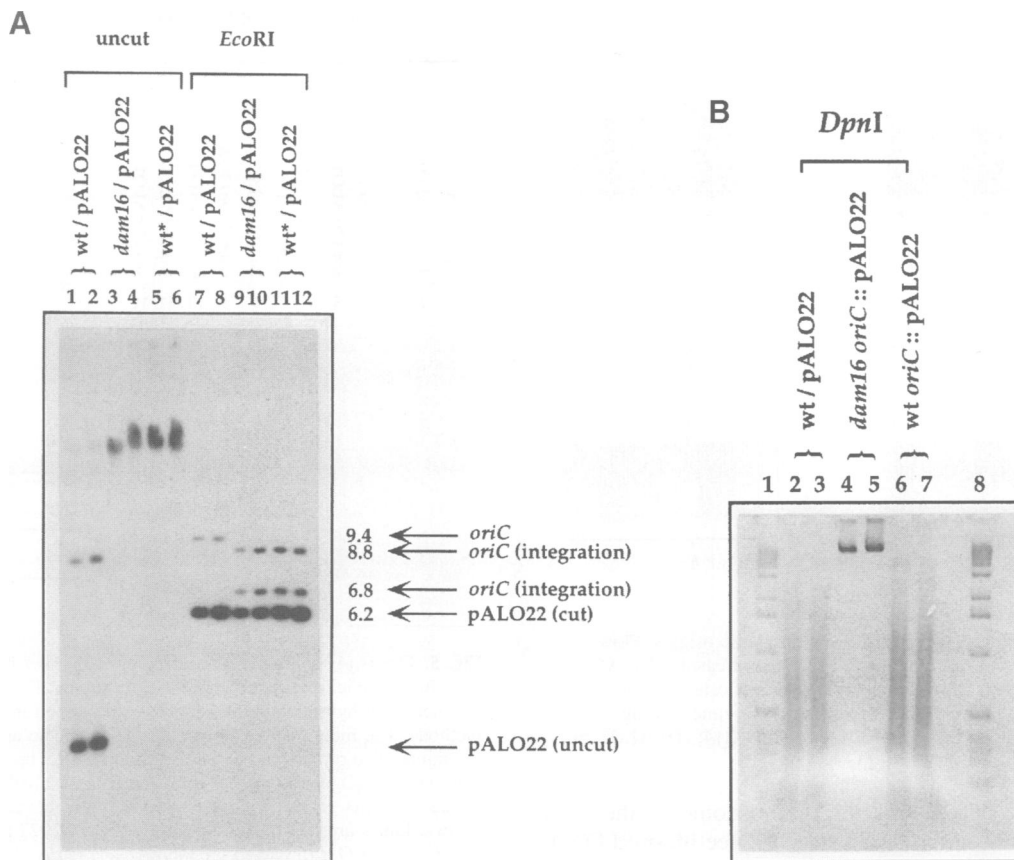 A
uncut
EcoRI
wt / pALO22
dam16 / pALO22
wt* / pALO22
wt / pALO22
dam16 / pALO22
wt* / pALO22
1 2 3 4 5 6 7 8 9 10 11 12
9.4 oriC
8.8 oriC (integration)
6.8 oriC (integration)
6.2 pALO22 (cut)
pALO22 (uncut)
B
DpnI
wt / pALO22
dam16 oriC :: pALO22
wt oriC :: pALO22
1 2 3 4 5 6 7 8